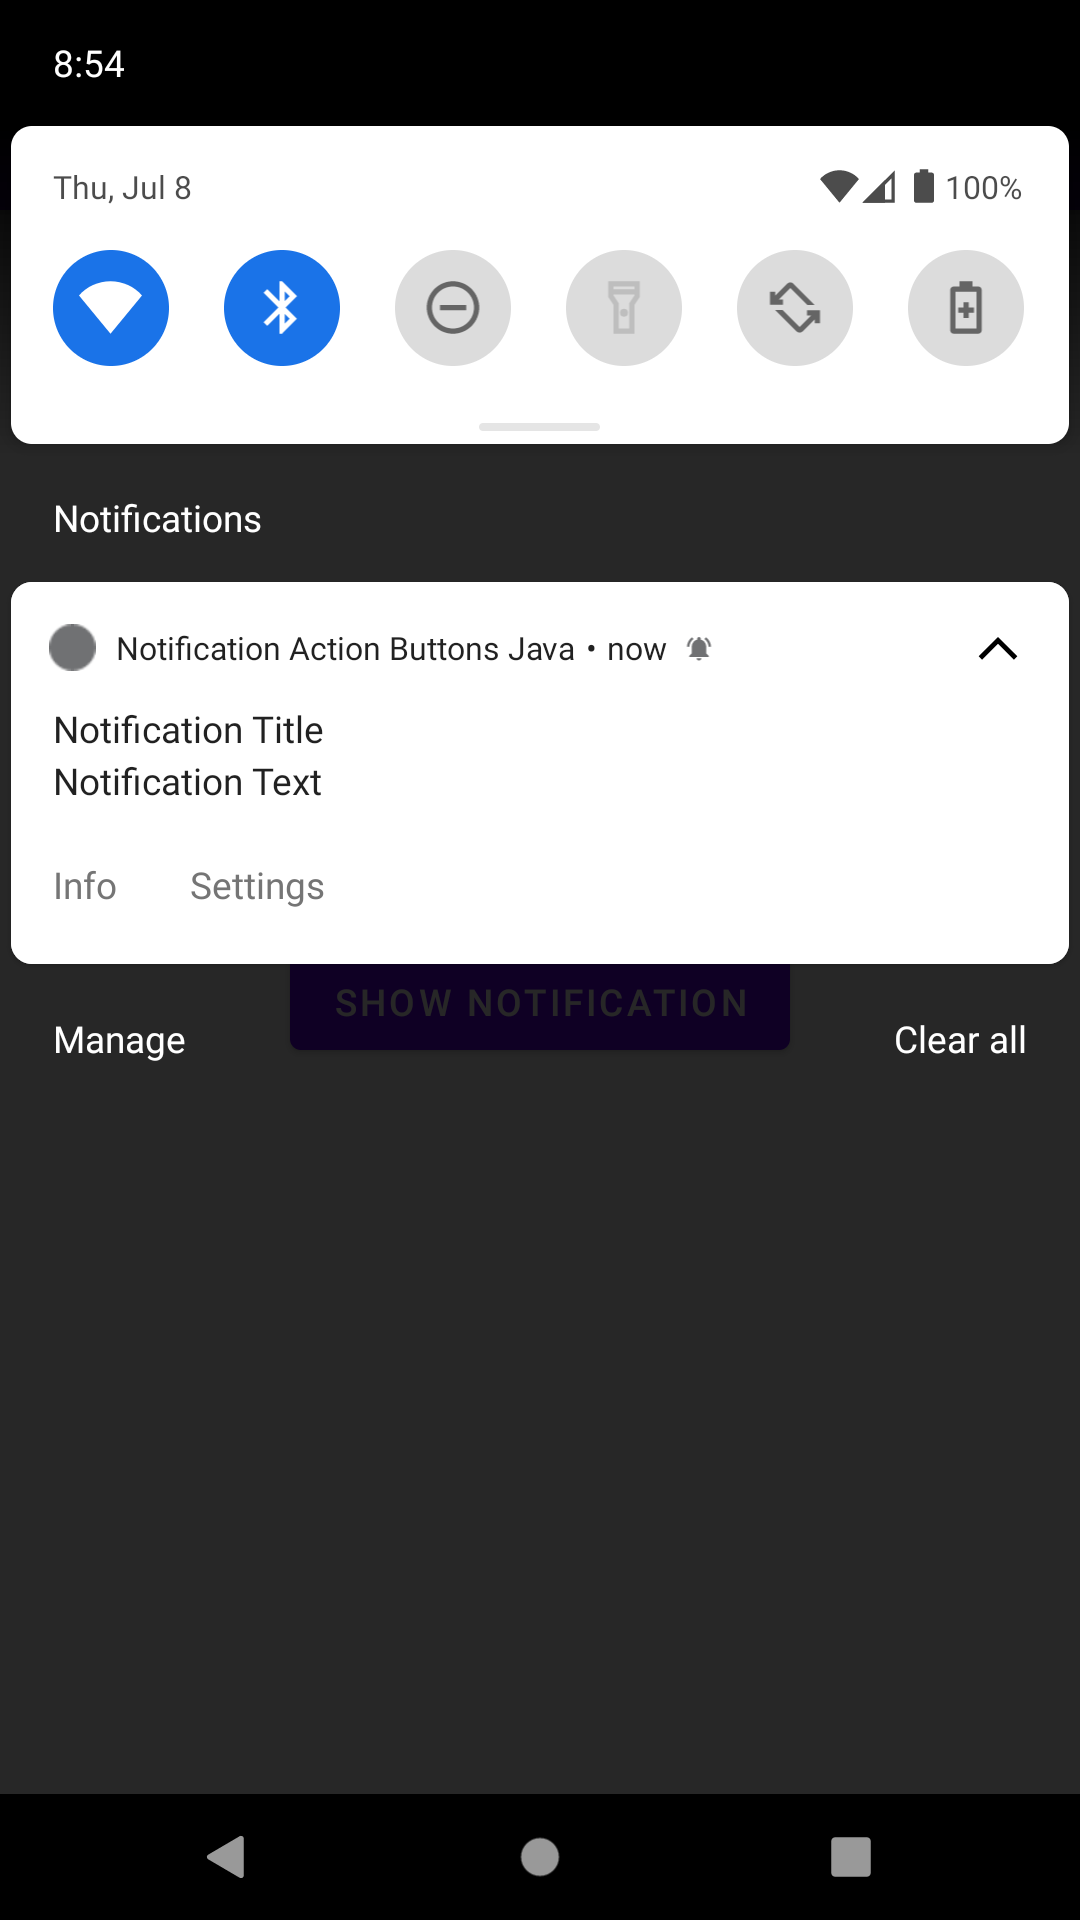 8:54
Thu, Jul 8
100%
Notifications
Notification Action Buttons Java • now
Notification Title
Notification Text
Info Settings
SHOW NOTIFICATION
Manage Clear all